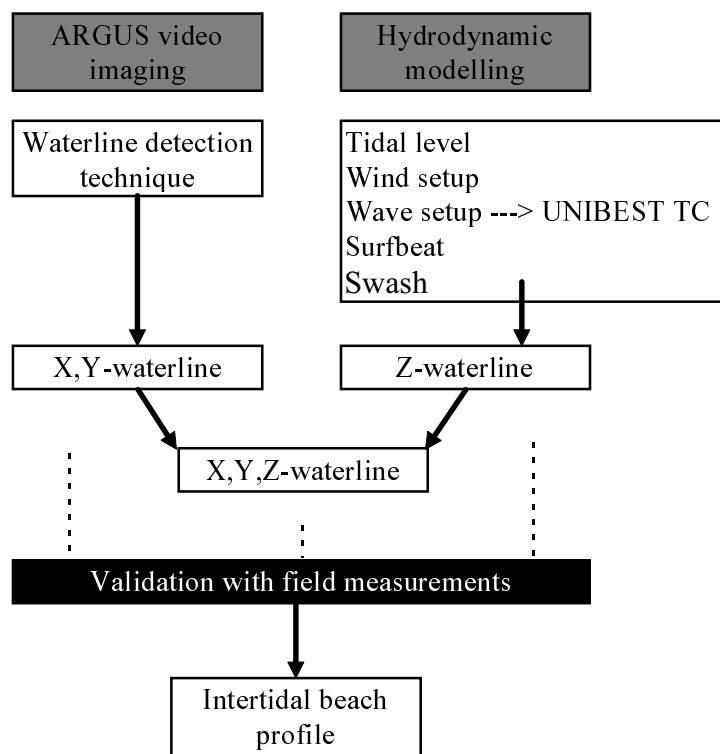 ARGUS video
imaging
Hydrodynamic
modelling
Waterline detection
technique
Tidal level
Wind setup
Wave setup ---> UNIBEST TC
Surfbeat
Swash
X,Y-waterline
Z-waterline
X,Y,Z-waterline
Validation with field measurements
Intertidal beach
profile